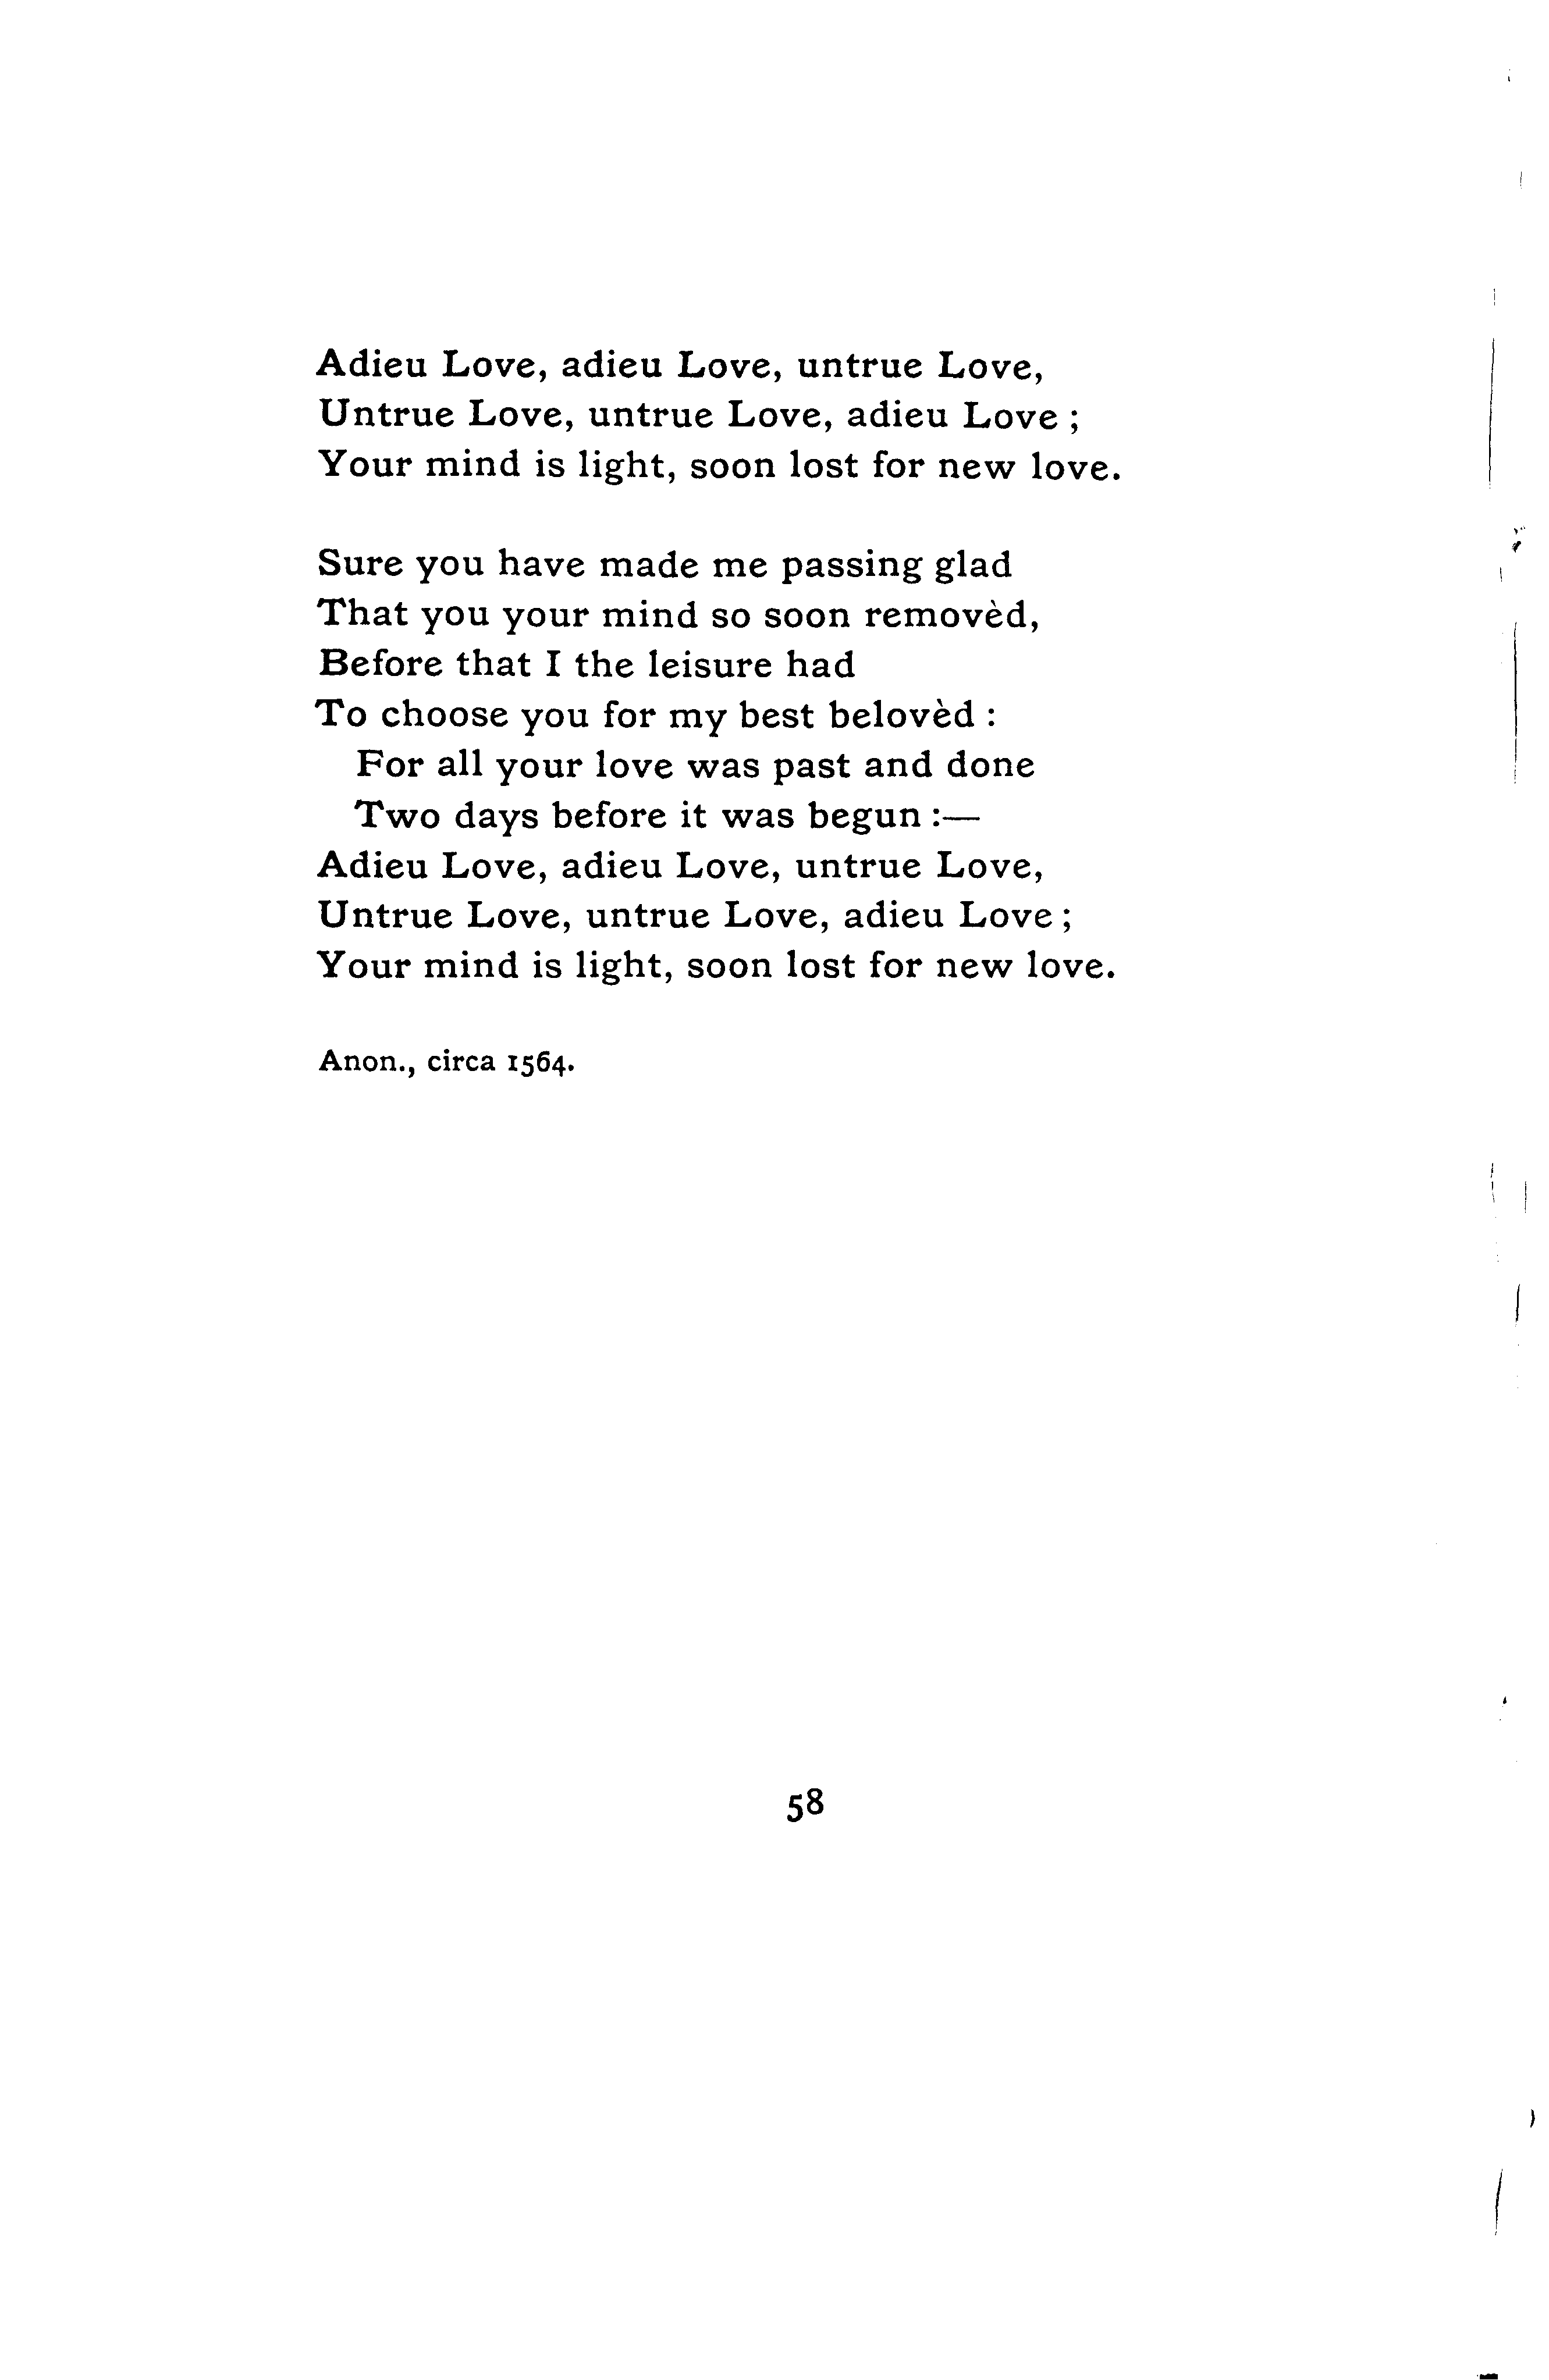 Adieu Love, adieu Love, untrue Love,
Untrue Love, untrue Love, adieu Love ;
Your mind is light, soon lost for new love.
Sure you have made me passing glad
That you your mind so soon removèd,
Before that I the leisure had
To choose you for my best belovèd :
For all your love was past and done
Two days before it was begun :—
Adieu Love, adieu Love, untrue Love,
Untrue Love, untrue Love, adieu Love ;
Your mind is light, soon lost for new love.
Anon., circa 1564.
58